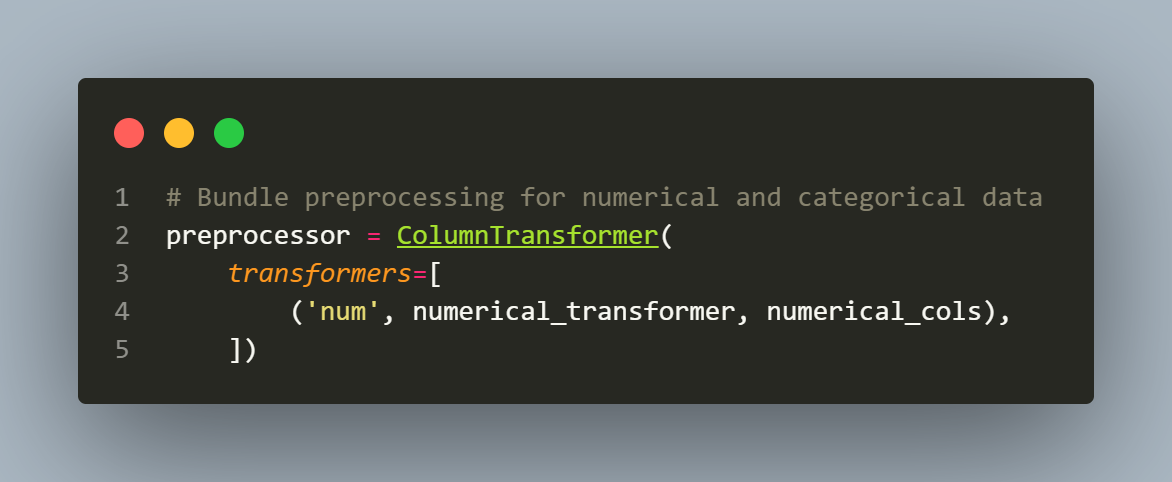 1 # Bundle preprocessing for numerical and categorical data
2 preprocessor = ColumnTransformer(
3     transformers=[
4         ('num', numerical_transformer, numerical_cols),
5     ])